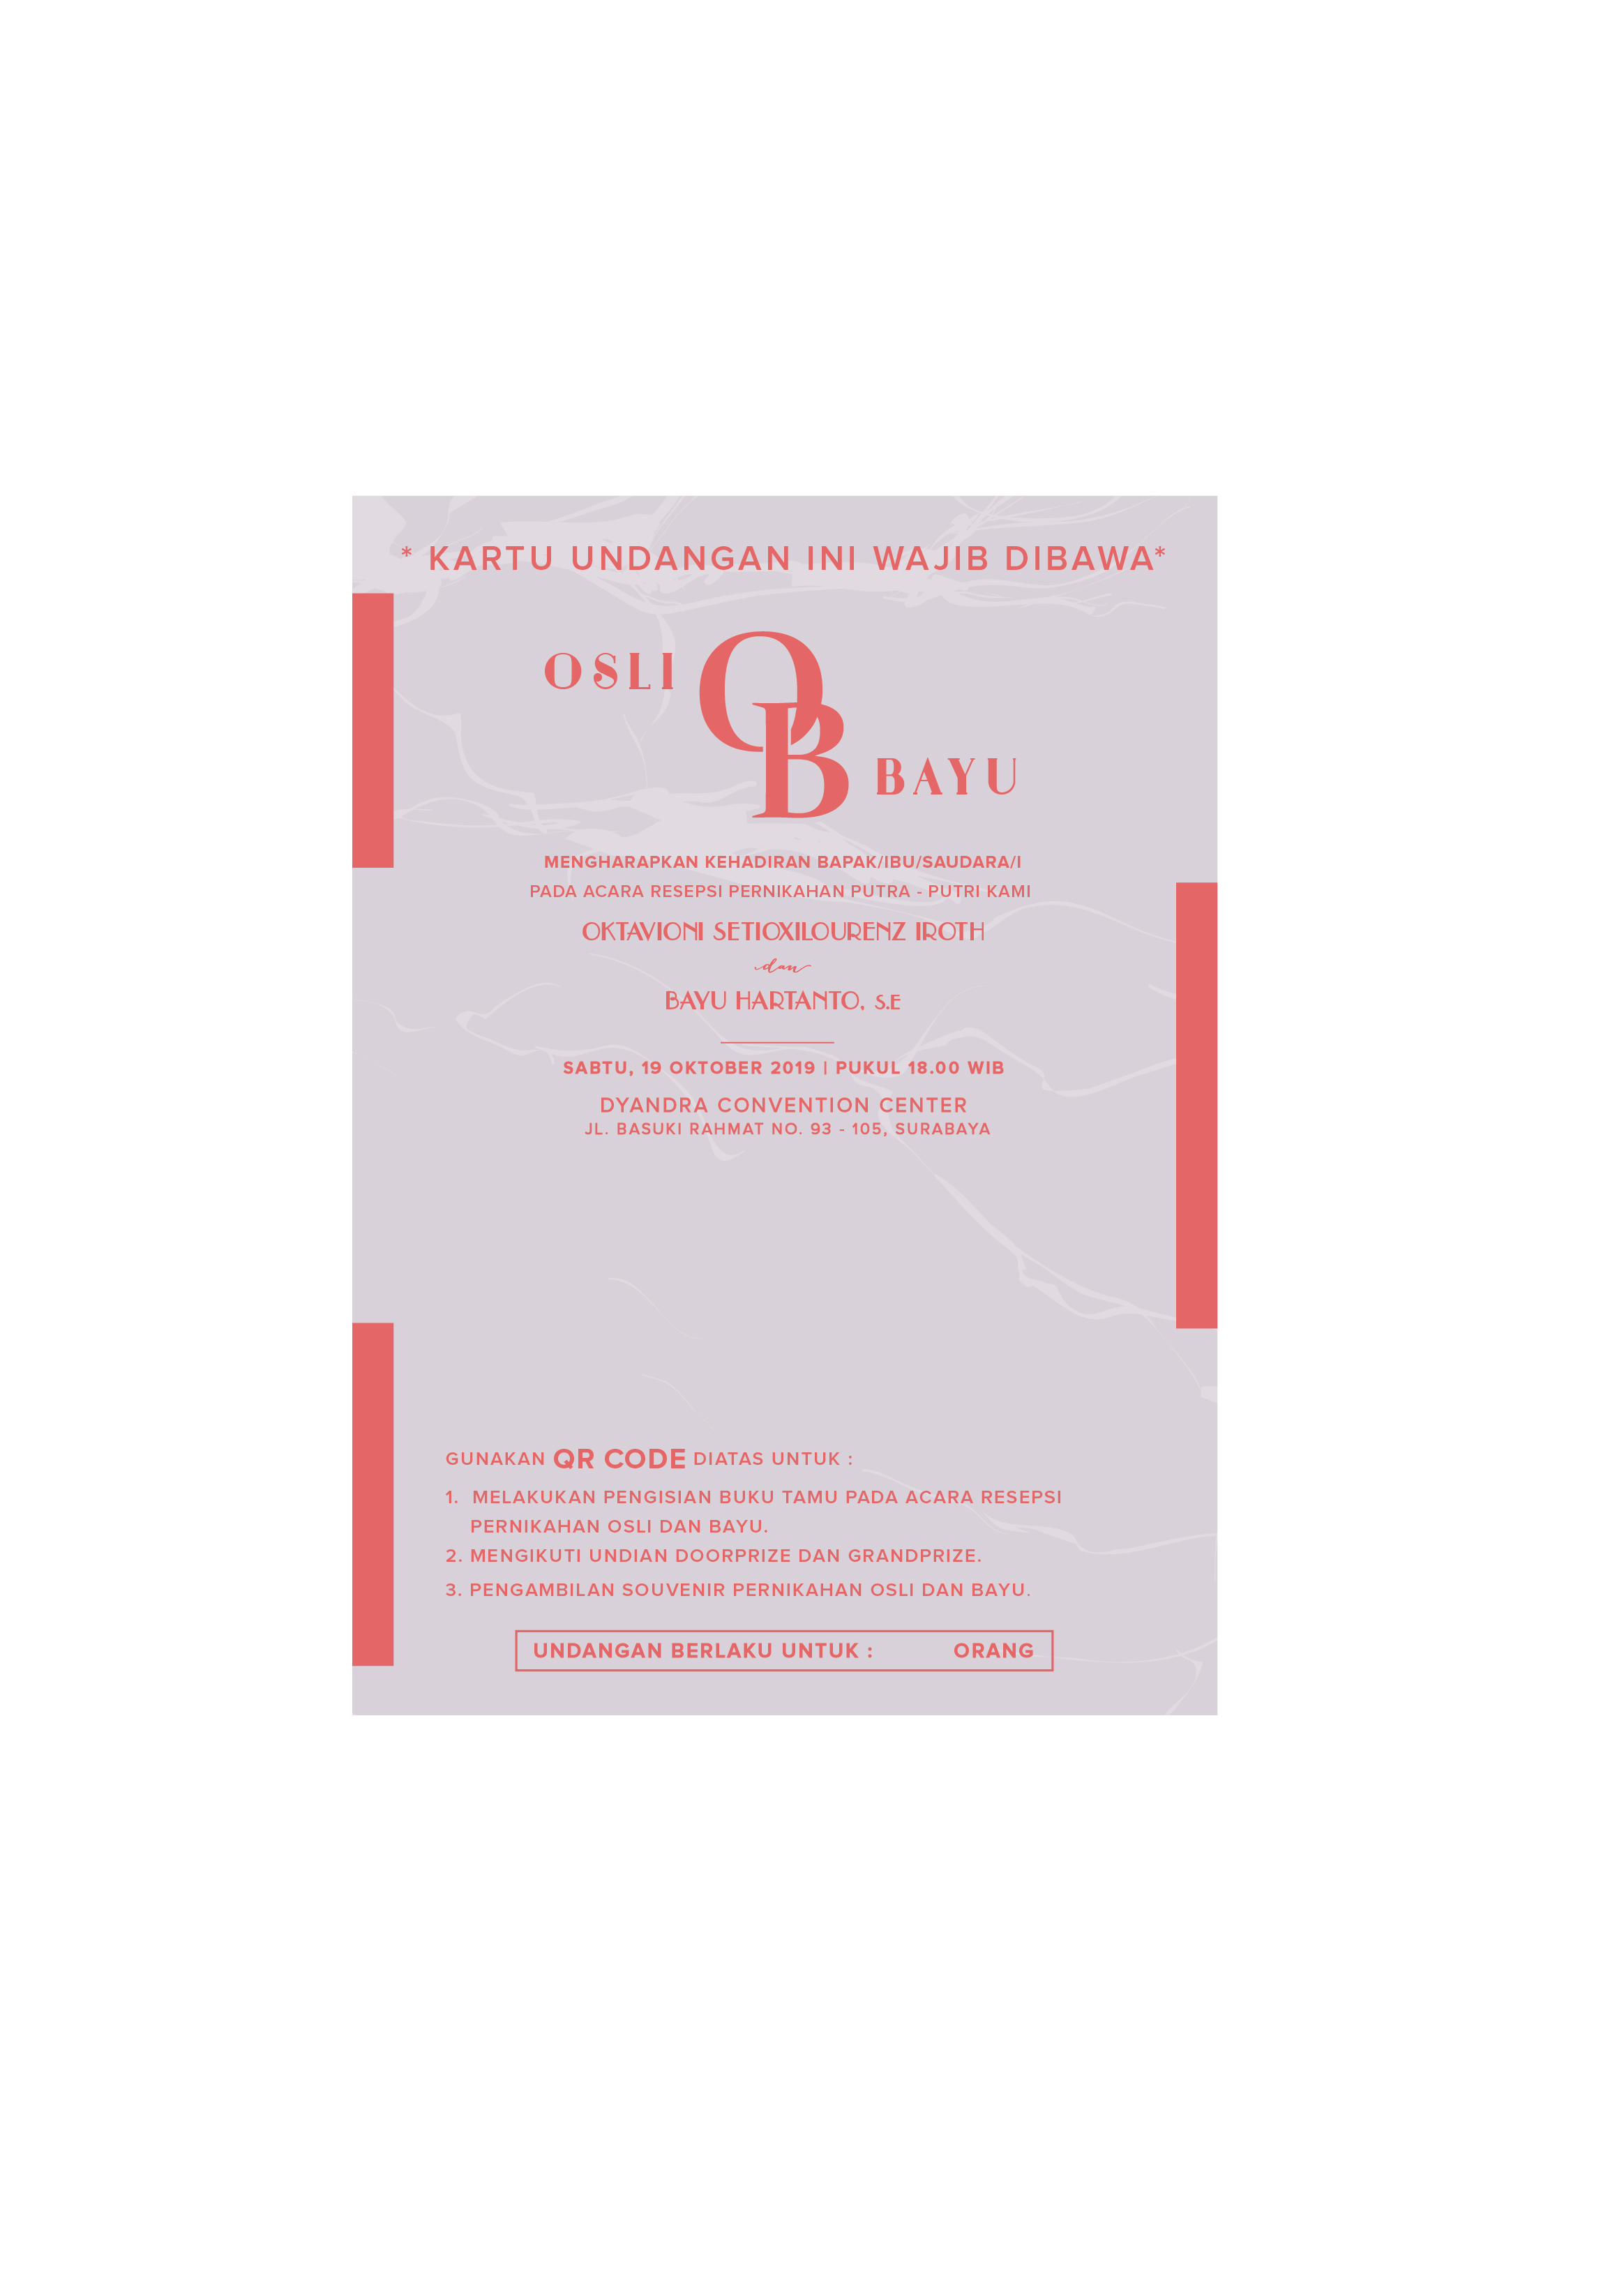 * KARTU UNDANGAN INI WAJIB DIBAWA*
OSLI
OB
BAYU
MENGHARAPKAN KEHADIRAN BAPAK/IBU/SAUDARA/I
PADA ACARA RESEPSI PERNIKAHAN PUTRA - PUTRI KAMI
OKTAVIONI SETIOXILOURENZ IROTH
dan
BAYU HARTANTO, S.E
SABTU, 19 OKTOBER 2019 | PUKUL 18.00 WIB
DYANDRA CONVENTION CENTER
JL. BASUKI RAHMAT NO. 93 - 105, SURABAYA
GUNAKAN QR CODE DIATAS UNTUK :
1. MELAKUKAN PENGISIAN BUKU TAMU PADA ACARA RESEPSI
PERNIKAHAN OSLI DAN BAYU.
2. MENGIKUTI UNDIAN DOORPRIZE DAN GRANDPRIZE.
3. PENGAMBILAN SOUVENIR PERNIKAHAN OSLI DAN BAYU.
UNDANGAN BERLAKU UNTUK : ORANG